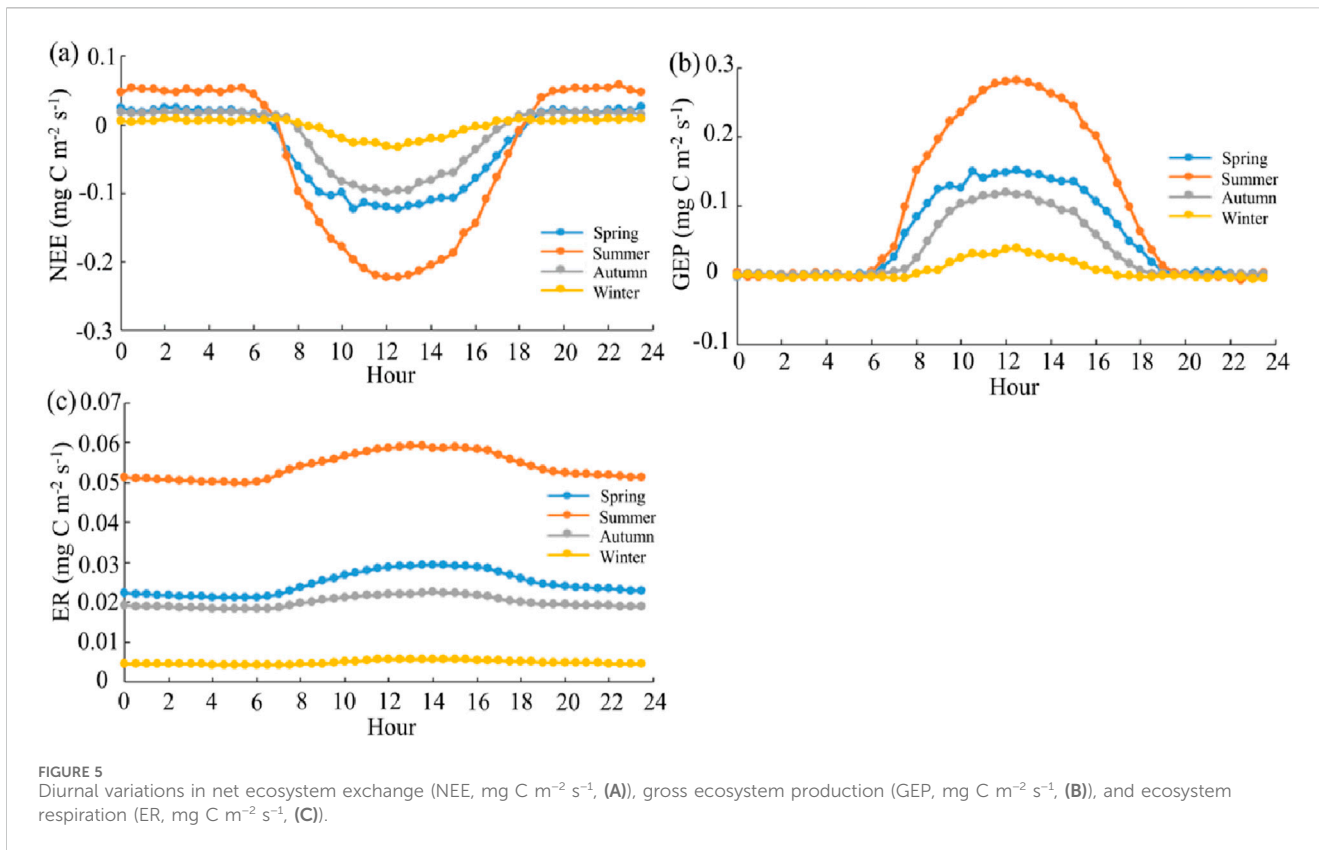 (a)
0.1
0
-0.1
-0.2
-0.3
NEE (mg C m-2 s-1)
Spring
Summer
Autumn
Winter
0 2 4 6 8 10 12 14 16 18 20 22 24
Hour
(b)
0.3
0.2
0.1
0
-0.1
GEP (mg C m-2 s-1)
Spring
Summer
Autumn
Winter
0 2 4 6 8 10 12 14 16 18 20 22 24
Hour
(c)
0.07
0.06
0.05
0.04
0.03
0.02
0.01
0
ER (mg C m-2 s-1)
Spring
Summer
Autumn
Winter
0 2 4 6 8 10 12 14 16 18 20 22 24
Hour
FIGURE 5
Diurnal variations in net ecosystem exchange (NEE, mg C m−2 s−1, (A)), gross ecosystem production (GEP, mg C m−2 s−1, (B)), and ecosystem
respiration (ER, mg C m−2 s−1, (C)).